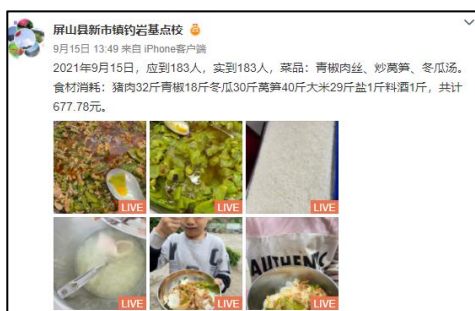 屏山县新市镇钓岩基点校
9月15日 13:49 来自 iPhone客户端
2021年9月15日，应到183人，实到183人，菜品：青椒肉丝、炒莴笋、冬瓜汤。
食材消耗：猪肉32斤青椒18斤冬瓜30斤莴笋40斤大米29斤盐1斤料酒1斤，共计
677.78元。
LIVE
LIVE
LIVE
AUTHENTIC
LIVE
LIVE
LIVE